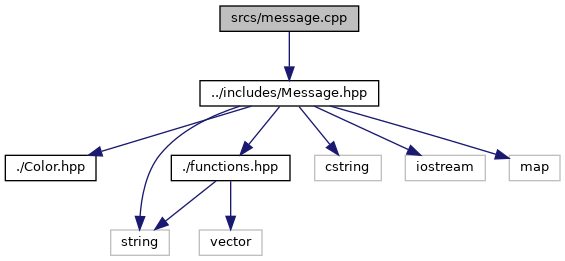 srcs/message.cpp
../includes/Message.hpp
./Color.hpp
./functions.hpp
cstring
iostream
map
string
vector